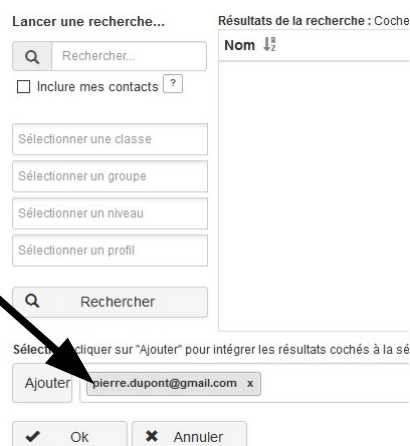 Lancer une recherche...
Résultats de la recherche : Coche
Nom
Rechercher...
Inclure mes contacts ?
Sélectionner une classe
Sélectionner un groupe
Sélectionner un niveau
Sélectionner un profil
Rechercher
cliquer sur "Ajouter" pour intégrer les résultats cochés à la sé
Ajouter pierre.dupont@gmail.com x
Ok Annuler